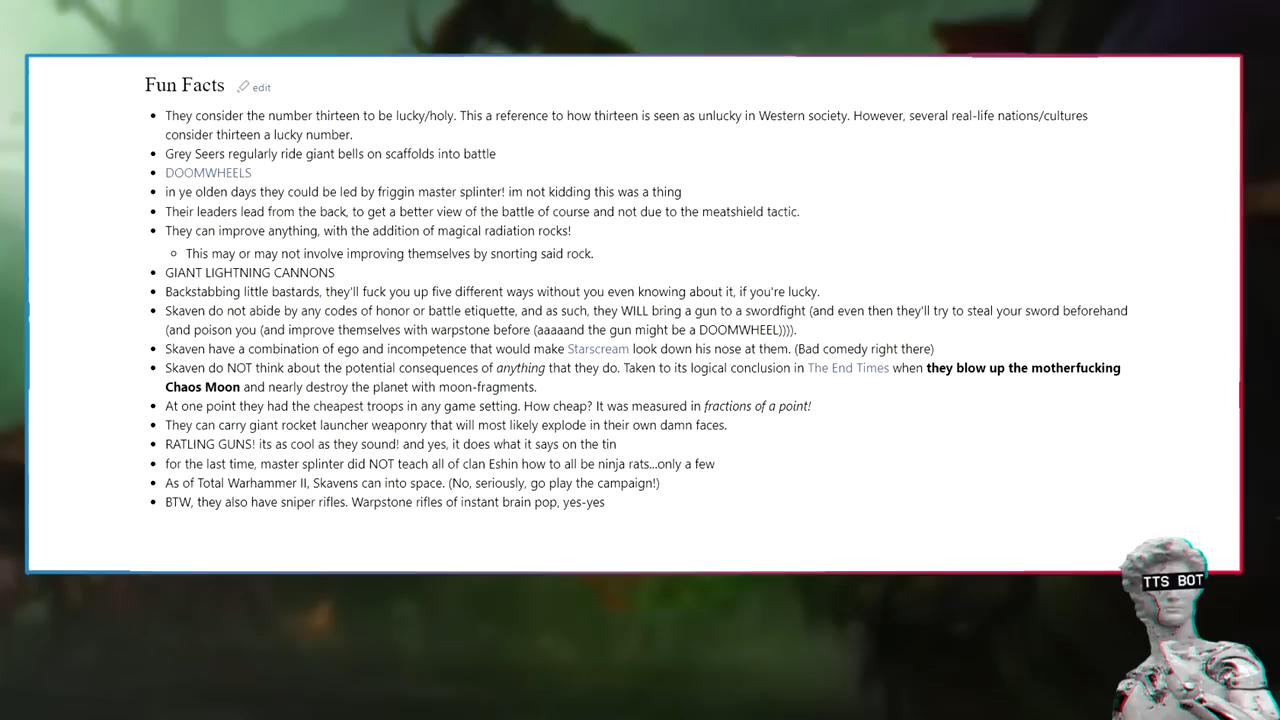 Fun Facts edit
They consider the number thirteen to be lucky/holy. This a reference to how thirteen is seen as unlucky in Western society. However, several real-life nations/cultures
consider thirteen a lucky number.
Grey Seers regularly ride giant bells on scaffolds into battle
DOOMWHEELS
in ye olden days they could be led by friggin master splinter! im not kidding this was a thing
Their leaders lead from the back, to get a better view of the battle of course and not due to the meatshield tactic.
They can improve anything, with the addition of magical radiation rocks!
This may or may not involve improving themselves by snorting said rock.
GIANT LIGHTNING CANNONS
Backstabbing little bastards, they'll fuck you up five different ways without you even knowing about it, if you're lucky.
Skaven do not abide by any codes of honor or battle etiquette, and as such, they WILL bring a gun to a swordfight (and even then they'll try to steal your sword beforehand
(and poison you (and improve themselves with warpstone before (aaaaand the gun might be a DOOMWHEEL)))).
Skaven have a combination of ego and incompetence that would make Starscream look down his nose at them. (Bad comedy right there)
Skaven do NOT think about the potential consequences of anything that they do. Taken to its logical conclusion in The End Times when they blow up the motherfucking
Chaos Moon and nearly destroy the planet with moon-fragments.
At one point they had the cheapest troops in any game setting. How cheap? It was measured in fractions of a point!
They can carry giant rocket launcher weaponry that will most likely explode in their own damn faces.
RATLING GUNS! its as cool as they sound! and yes, it does what it says on the tin
for the last time, master splinter did NOT teach all of clan Eshin how to all be ninja rats...only a few
As of Total Warhammer II, Skavens can into space. (No, seriously, go play the campaign!)
BTW, they also have sniper rifles. Warpstone rifles of instant brain pop, yes-yes
TTS BOT